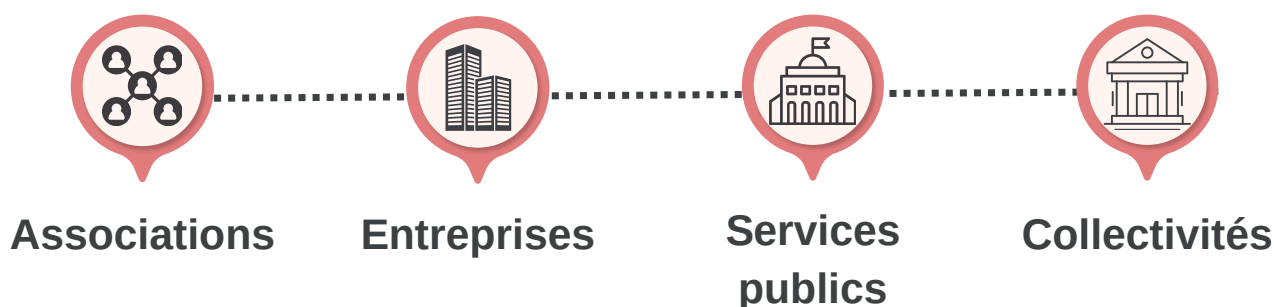 Associations
Entreprises
Services
publics
Collectivités